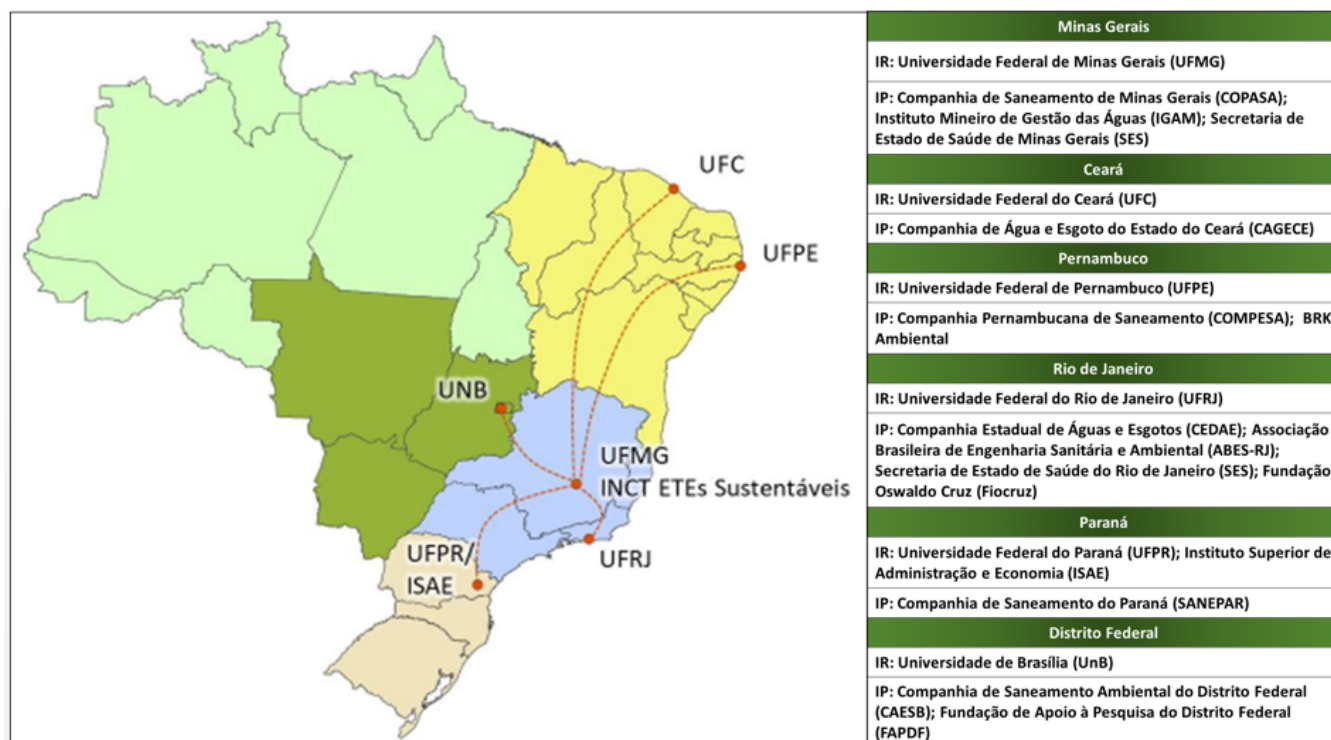 UFC
UFPE
UNB
UFMG
INCT ETEs Sustentáveis
UFPR/
ISAE
UFRJ
Minas Gerais
IR: Universidade Federal de Minas Gerais (UFMG)
IP: Companhia de Saneamento de Minas Gerais (COPASA);
Instituto Mineiro de Gestão das Águas (IGAM); Secretaria de
Estado de Saúde de Minas Gerais (SES)
Ceará
IR: Universidade Federal do Ceará (UFC)
IP: Companhia de Água e Esgoto do Estado do Ceará (CAGECE)
Pernambuco
IR: Universidade Federal de Pernambuco (UFPE)
IP: Companhia Pernambucana de Saneamento (COMPESA); BRK
Ambiental
Rio de Janeiro
IR: Universidade Federal do Rio de Janeiro (UFRJ)
IP: Companhia Estadual de Águas e Esgotos (CEDAE); Associação
Brasileira de Engenharia Sanitária e Ambiental (ABES-RJ);
Secretaria de Estado de Saúde do Rio de Janeiro (SES); Fundação
Oswaldo Cruz (Fiocruz)
Paraná
IR: Universidade Federal do Paraná (UFPR); Instituto Superior de
Administração e Economia (ISAE)
IP: Companhia de Saneamento do Paraná (SANEPAR)
Distrito Federal
IR: Universidade de Brasília (UnB)
IP: Companhia de Saneamento Ambiental do Distrito Federal
(CAESB); Fundação de Apoio à Pesquisa do Distrito Federal
(FAPDF)